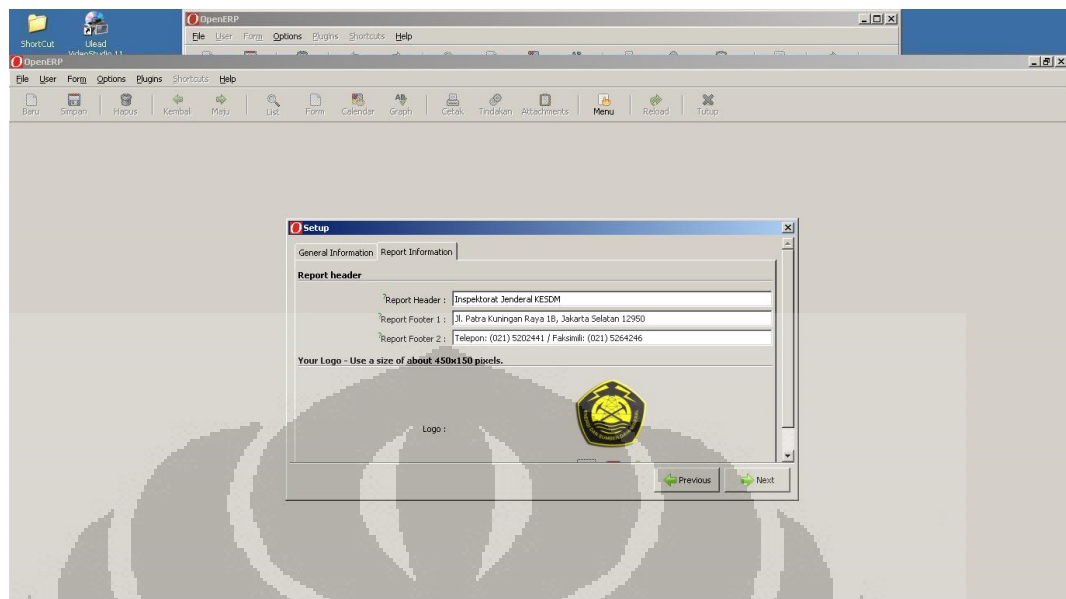 OpenERP
File User Form Options Plugins Shortcuts Help
ShortCut
Ulead
VideoStudio 11
OpenERP
File User Form Options Plugins Shortcuts Help
Baru Simpan Hapus Kembali Maju List Form Calendar Graph Cetak Tindakan Attachments Menu Reload Tutup
Setup
General Information Report Information
Report header
?Report Header : Inspektorat Jenderal KESDM
?Report Footer 1 : Jl. Patra Kuningan Raya 1B, Jakarta Selatan 12950
?Report Footer 2 : Telepon: (021) 5202441 / Faksimili: (021) 5264246
Your Logo - Use a size of about 450x150 pixels.
Logo :
Previous Next